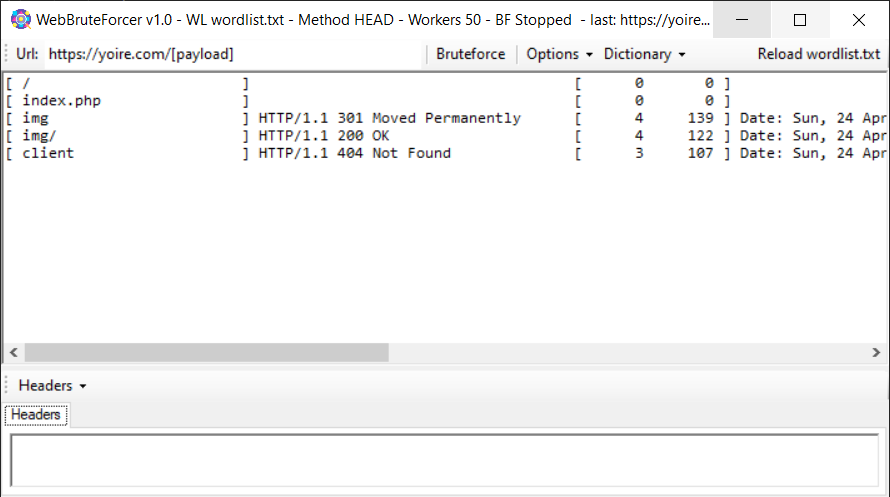 WebBruteForcer v1.0 - WL wordlist.txt - Method HEAD - Workers 50 - BF Stopped - last: https://yoire...
Url: https://yoire.com/[payload] Bruteforce Options Dictionary Reload wordlist.txt
[ / ] [ 0 0 ]
[ index.php ] [ 0 0 ]
[ img ] HTTP/1.1 301 Moved Permanently [ 4 139 ] Date: Sun, 24 Apr
[ img/ ] HTTP/1.1 200 OK [ 4 122 ] Date: Sun, 24 Apr
[ client ] HTTP/1.1 404 Not Found [ 3 107 ] Date: Sun, 24 Apr
Headers
Headers